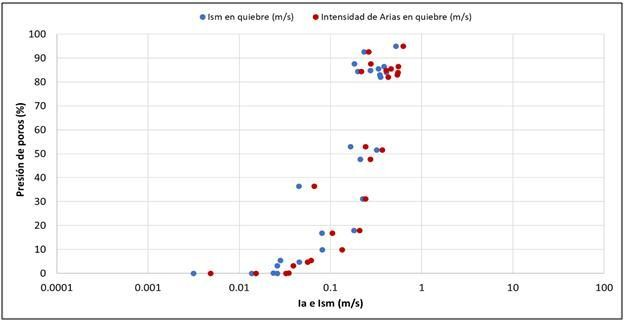 Ism en quiebre (m/s) Intensidad de Arias en quiebre (m/s)
100
90
80
70
60
50
40
30
20
10
0
Presión de poros (%)
0.0001 0.001 0.01 0.1 1 10 100
Ia e Ism (m/s)